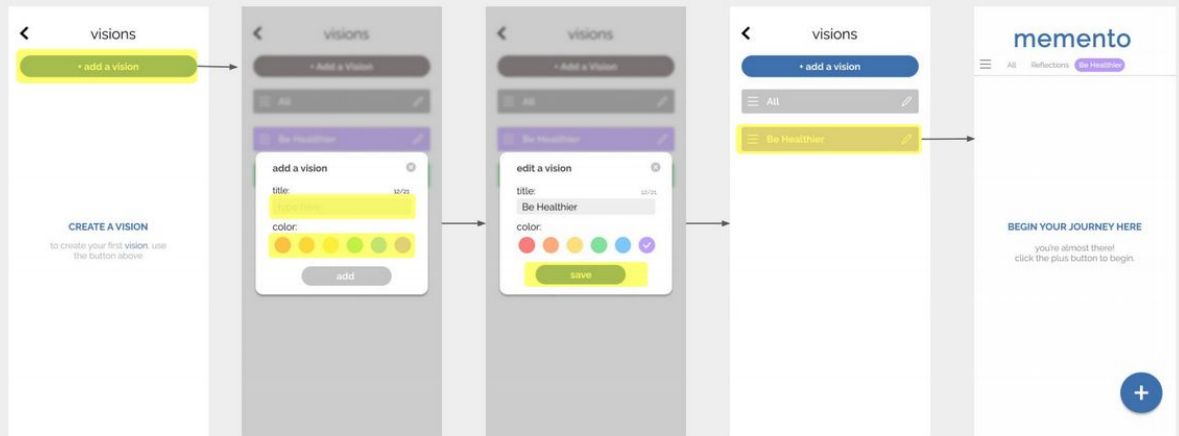 visions
+ add a vision
CREATE A VISION
to create your first vision, use
the button above
visions
+ Add a Vision
All
Be Healthier
add a vision
title:
12/21
type here
color:
add
visions
+ Add a Vision
All
Be Healthier
edit a vision
title:
12/21
Be Healthier
color:
save
visions
+ add a vision
All
Be Healthier
memento
All Reflections Be Healthier
BEGIN YOUR JOURNEY HERE
you're almost there!
click the plus button to begin.